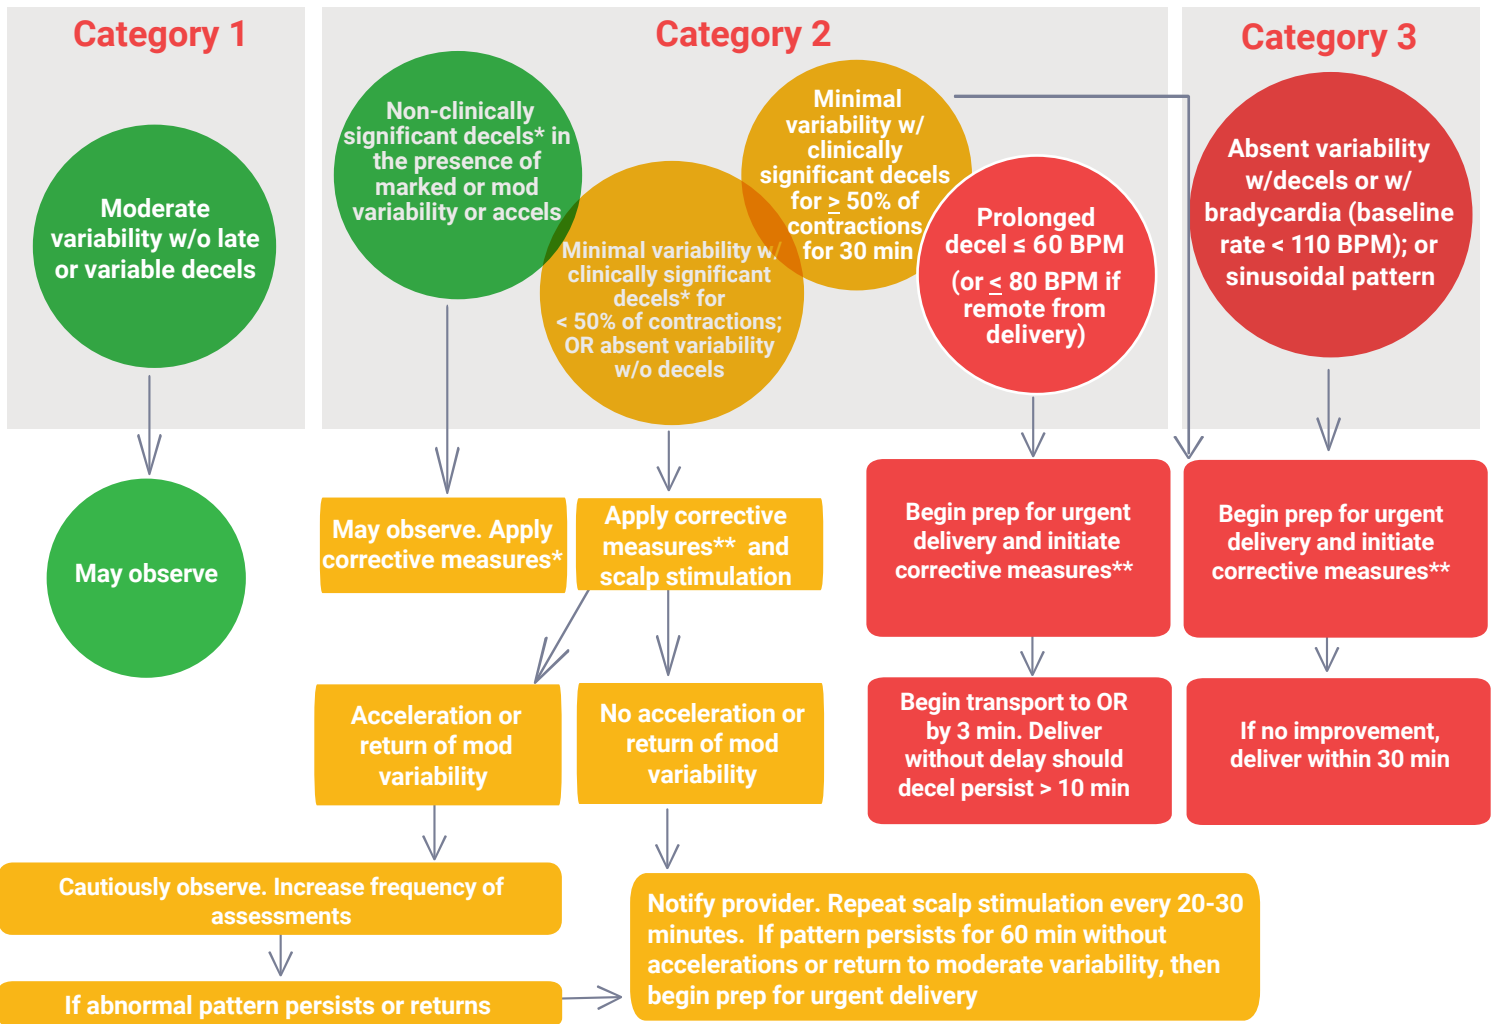 Category 1
Moderate
variability w/o late
or variable decels
May observe
Category 2
Non-clinically
significant decels* in
the presence of
marked or mod
variability or accels
Minimal variability w/
clinically significant
decels* for
< 50% of contractions;
OR absent variability
w/o decels
Minimal
variability w/
clinically
significant decels
for ≥ 50% of
contractions
for 30 min
Prolonged
decel ≤ 60 BPM
(or ≤ 80 BPM if
remote from
delivery)
Category 3
Absent variability
w/decels or w/
bradycardia (baseline
rate < 110 BPM); or
sinusoidal pattern
May observe. Apply
corrective measures*
Apply corrective
measures** and
scalp stimulation
Begin prep for urgent
delivery and initiate
corrective measures**
Begin prep for urgent
delivery and initiate
corrective measures**
Acceleration or
return of mod
variability
No acceleration or
return of mod
variability
Begin transport to OR
by 3 min. Deliver
without delay should
decel persist > 10 min
If no improvement,
deliver within 30 min
Cautiously observe. Increase frequency of
assessments
If abnormal pattern persists or returns
Notify provider. Repeat scalp stimulation every 20-30
minutes. If pattern persists for 60 min without
accelerations or return to moderate variability, then
begin prep for urgent delivery